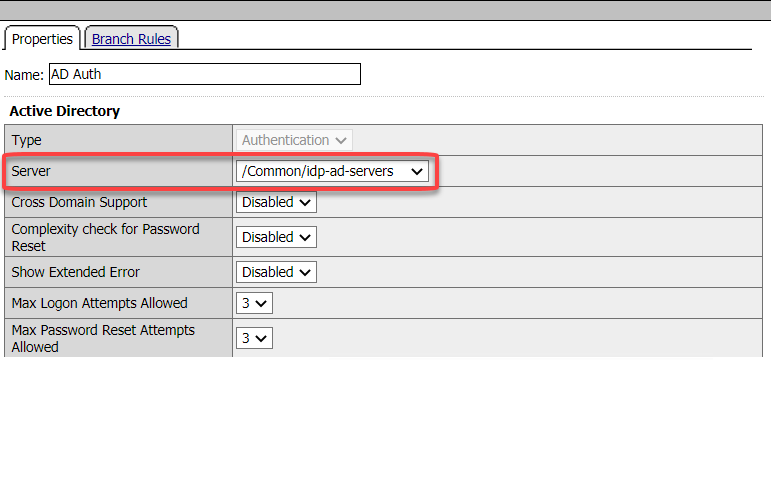 Properties Branch Rules
Name: AD Auth
Active Directory
Type Authentication
Server /Common/idp-ad-servers
Cross Domain Support Disabled
Complexity check for Password
Reset Disabled
Show Extended Error Disabled
Max Logon Attempts Allowed 3
Max Password Reset Attempts
Allowed 3